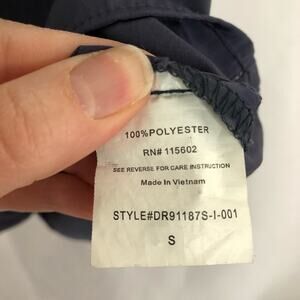 100%POLYESTER
RN# 115602
SEE REVERSE FOR CARE INSTRUCTION
Made In Vietnam
STYLE#DR91187S-I-001
S